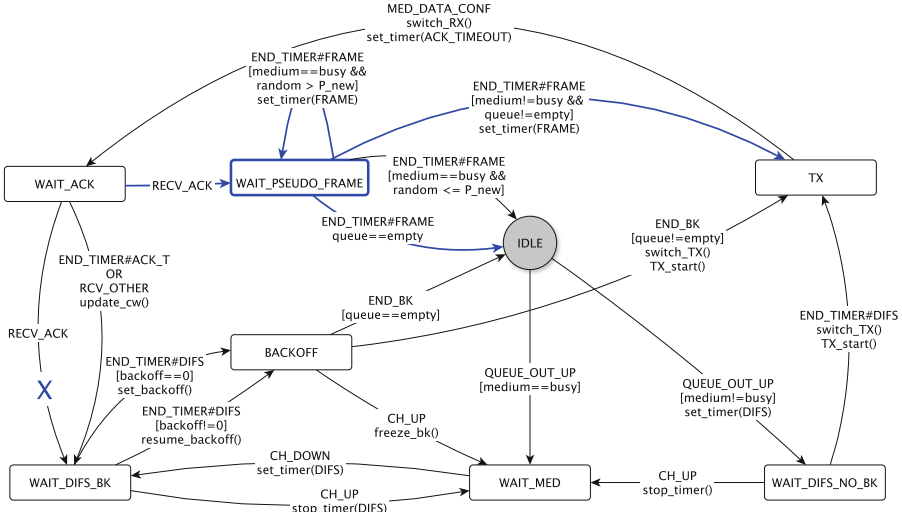 MED_DATA_CONF
switch_RX()
set_timer(ACK_TIMEOUT)
END_TIMER#FRAME
[medium==busy &&
random > P_new]
set_timer(FRAME)
END_TIMER#FRAME
[medium!=busy &&
queue!=empty]
set_timer(FRAME)
END_TIMER#FRAME
[medium==busy &&
random <= P_new]
WAIT_ACK
RECV_ACK
WAIT_PSEUDO_FRAME
TX
END_TIMER#FRAME
queue==empty
IDLE
END_BK
[queue!=empty]
switch_TX()
TX_start()
END_TIMER#ACK_T
OR
RCV_OTHER
update_cw()
END_BK
[queue==empty]
RECV_ACK
END_TIMER#DIFS
switch_TX()
TX_start()
BACKOFF
END_TIMER#DIFS
[backoff==0]
set_backoff()
X
QUEUE_OUT_UP
[medium==busy]
QUEUE_OUT_UP
[medium!=busy]
set_timer(DIFS)
END_TIMER#DIFS
[backoff!=0]
resume_backoff()
CH_UP
freeze_bk()
CH_DOWN
set_timer(DIFS)
WAIT_DIFS_BK
WAIT_MED
CH_UP
stop_timer()
WAIT_DIFS_NO_BK
CH_UP
stop_timer(DIFS)